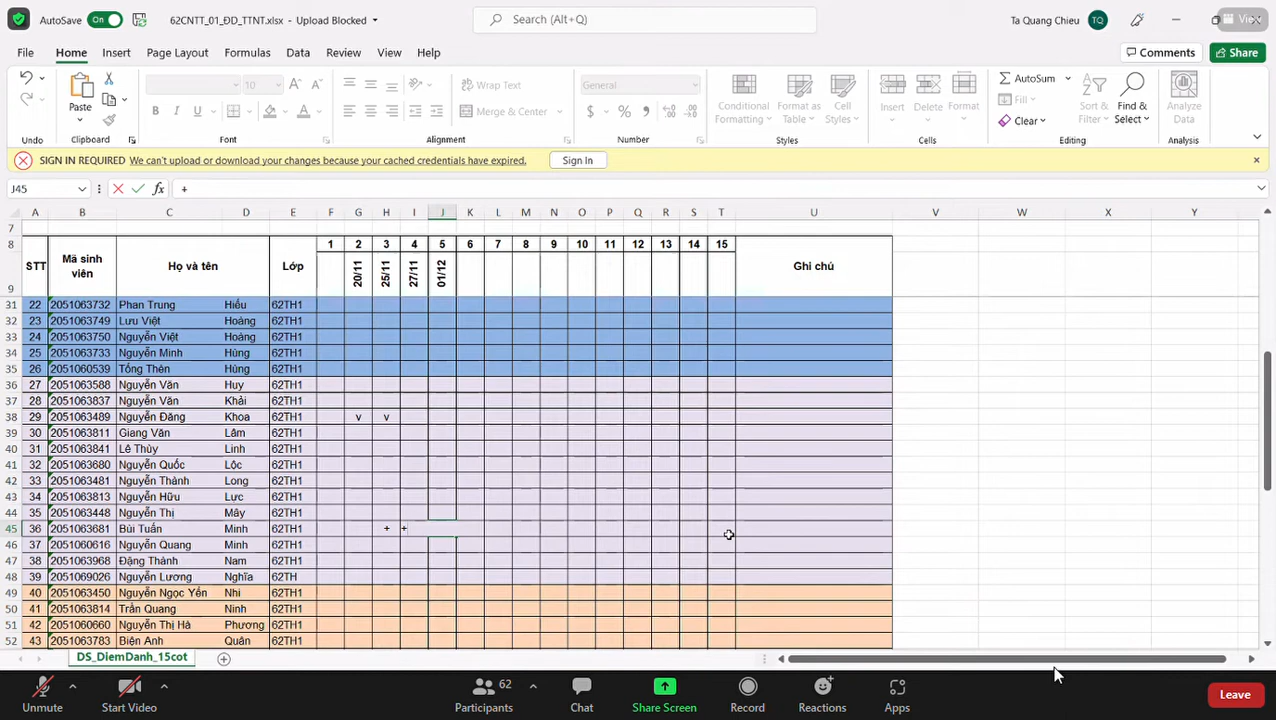 AutoSave On 62CNTT_01_ĐD_TTNT.xlsx - Upload Blocked Search (Alt+Q) Ta Quang Chieu TQ View
File Home Insert Page Layout Formulas Data Review View Help Comments Share
Paste 10 Wrap Text General AutoSum
B I U Merge & Center Conditional Formatting Format as Table Cell Styles Insert Delete Format Fill Clear Sort & Filter Find & Select Analyze Data
Undo Clipboard Font Alignment Number Styles Cells Editing Analysis
SIGN IN REQUIRED We can't upload or download your changes because your cached credentials have expired. Sign In
J45 fx +
A B C D E F G H I J K L M N O P Q R S T U V W X Y
7
8 STT Mã sinh viên Họ và tên Lớp 1 2 3 4 5 6 7 8 9 10 11 12 13 14 15 Ghi chú
9 20/11 25/11 27/11 01/12
31 22 2051063732 Phan Trung Hiếu 62TH1
32 23 2051063749 Lưu Việt Hoàng 62TH1
33 24 2051063750 Nguyễn Việt Hoàng 62TH1
34 25 2051063733 Nguyễn Minh Hùng 62TH1
35 26 2051060539 Tống Thên Hùng 62TH1
36 27 2051063588 Nguyễn Văn Huy 62TH1
37 28 2051063837 Nguyễn Văn Khải 62TH1
38 29 2051063489 Nguyễn Đăng Khoa 62TH1 v v
39 30 2051063811 Giang Văn Lâm 62TH1
40 31 2051063841 Lê Thùy Linh 62TH1
41 32 2051063680 Nguyễn Quốc Lộc 62TH1
42 33 2051063481 Nguyễn Thành Long 62TH1
43 34 2051063813 Nguyễn Hữu Lực 62TH1
44 35 2051063448 Nguyễn Thị Mây 62TH1
45 36 2051063681 Bùi Tuấn Minh 62TH1 + +
46 37 2051060616 Nguyễn Quang Minh 62TH1
47 38 2051063968 Đặng Thành Nam 62TH1
48 39 2051069026 Nguyễn Lương Nghĩa 62TH
49 40 2051063450 Nguyễn Ngọc Yến Nhi 62TH1
50 41 2051063814 Trần Quang Ninh 62TH1
51 42 2051060660 Nguyễn Thị Hà Phương 62TH1
52 43 2051063783 Biện Anh Quân 62TH1
DS_DiemDanh_15cot
Unmute Start Video 62 Participants Chat Share Screen Record Reactions Apps Leave